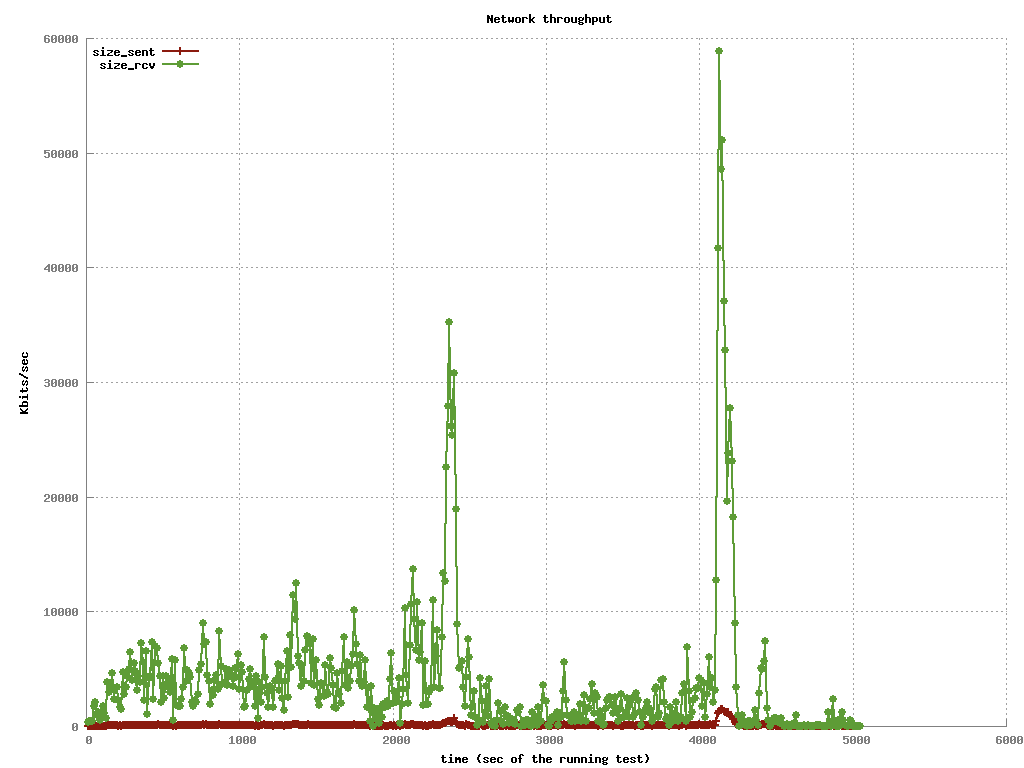 Network throughput
60000
size_sent
size_rcv
50000
40000
Kbits/sec
30000
20000
10000
0
0 1000 2000 3000 4000 5000 6000
time (sec of the running test)